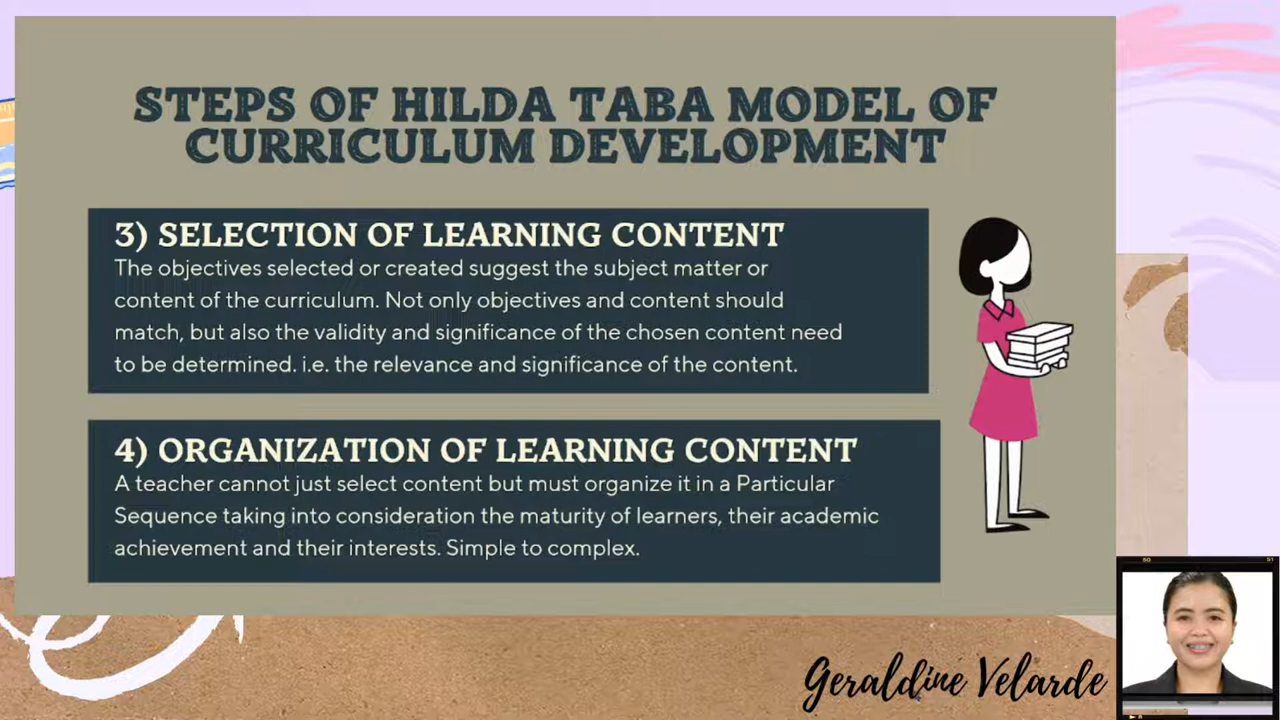 STEPS OF HILDA TABA MODEL OF
CURRICULUM DEVELOPMENT
3) SELECTION OF LEARNING CONTENT
The objectives selected or created suggest the subject matter or
content of the curriculum. Not only objectives and content should
match, but also the validity and significance of the chosen content need
to be determined. i.e. the relevance and significance of the content.
4) ORGANIZATION OF LEARNING CONTENT
A teacher cannot just select content but must organize it in a Particular
Sequence taking into consideration the maturity of learners, their academic
achievement and their interests. Simple to complex.
Geraldine Velarde
50 51